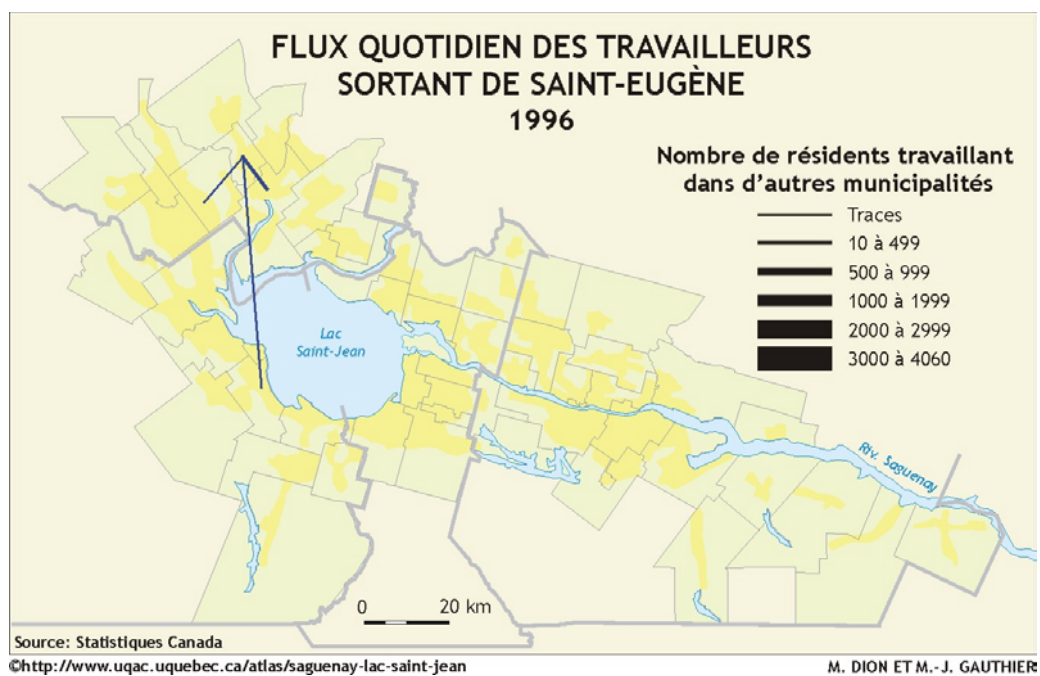 FLUX QUOTIDIEN DES TRAVAILLEURS
SORTANT DE SAINT-EUGÈNE
1996
Nombre de résidents travaillant
dans d'autres municipalités
Traces
10 à 499
500 à 999
1000 à 1999
2000 à 2999
3000 à 4060
Lac
Saint-Jean
Riv. Saguenay
0 20 km
Source: Statistiques Canada
©http://www.uqac.uquebec.ca/atlas/saguenay-lac-saint-jean
M. DION ET M.-J. GAUTHIER